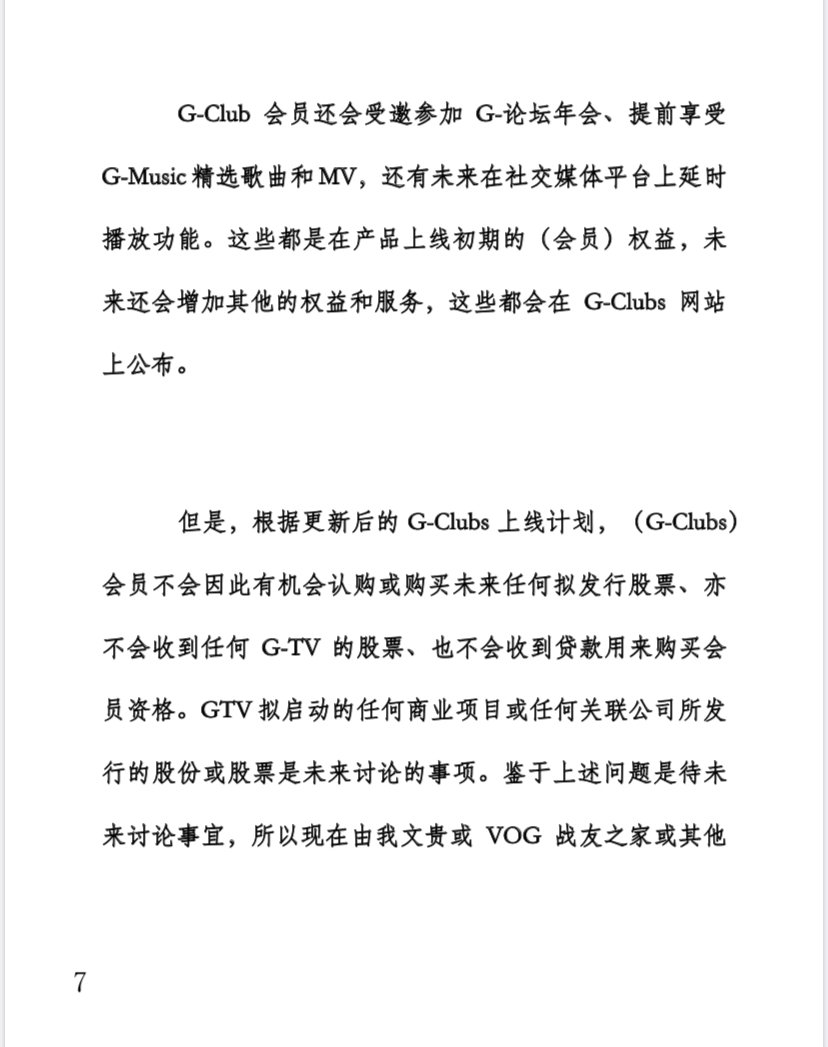 G-Club 会员还会受邀参加 G-论坛年会、提前享受
G-Music 精选歌曲和 MV，还有未来在社交媒体平台上延时
播放功能。这些都是在产品上线初期的（会员）权益，未
来还会增加其他的权益和服务，这些都会在 G-Clubs 网站
上公布。
但是，根据更新后的 G-Clubs 上线计划，（G-Clubs）
会员不会因此有机会认购或购买未来任何拟发行股票、亦
不会收到任何 G-TV 的股票、也不会收到贷款用来购买会
员资格。GTV 拟启动的任何商业项目或任何关联公司所发
行的股份或股票是未来讨论的事项。鉴于上述问题是待未
来讨论事宜，所以现在由我文贵或 VOG 战友之家或其他
7